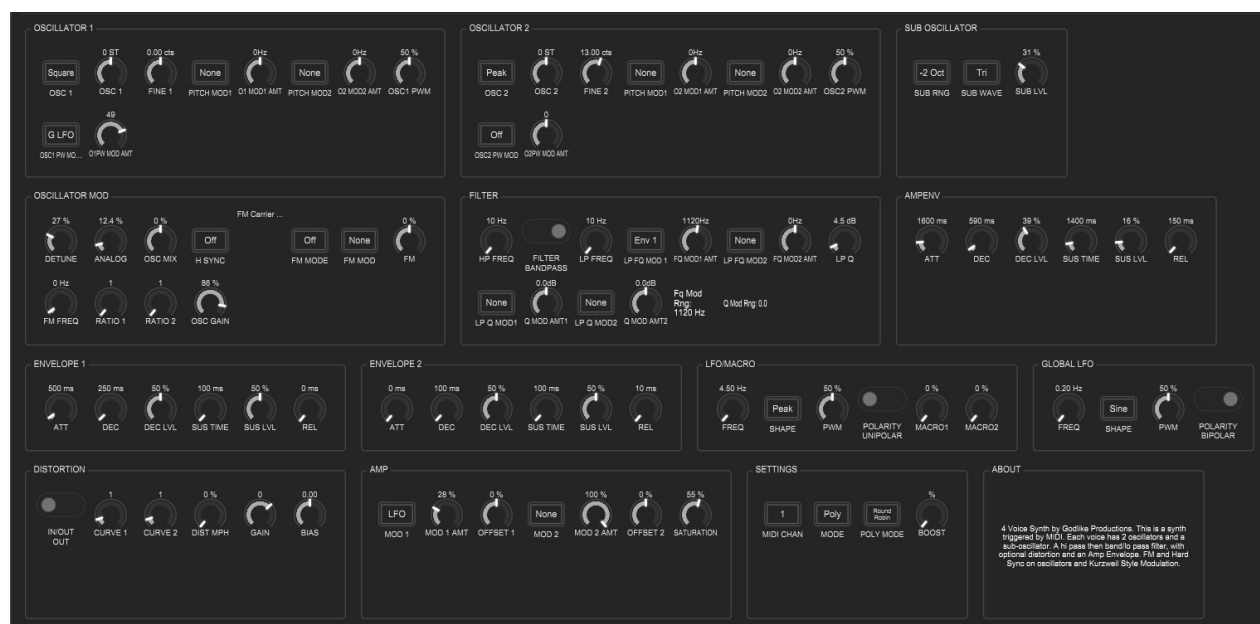 OSCILLATOR 1
0 ST 0.00 cts 0Hz 0Hz 50 %
Square None None
OSC 1 OSC 1 FINE 1 PITCH MOD1 O1 MOD1 AMT PITCH MOD2 O2 MOD2 AMT OSC1 PWM
49
G LFO
OSC1 PW MO... O1PW MOD AMT
OSCILLATOR 2
0 ST 13.00 cts 0Hz 0Hz 50 %
Peak None None
OSC 2 OSC 2 FINE 2 PITCH MOD1 O2 MOD1 AMT PITCH MOD2 O2 MOD2 AMT OSC2 PWM
0
Off
OSC2 PW MOD O2PW MOD AMT
SUB OSCILLATOR
31 %
-2 Oct Tri
SUB RNG SUB WAVE SUB LVL
OSCILLATOR MOD
FM Carrier ...
27 % 12.4 % 0 % 0 %
Off Off None
DETUNE ANALOG OSC MIX H SYNC FM MODE FM MOD FM
0 Hz 1 1 86 %
FM FREQ RATIO 1 RATIO 2 OSC GAIN
FILTER
10 Hz 10 Hz 1120Hz 0Hz 4.5 dB
Env 1 None
HP FREQ FILTER LP FREQ LP FQ MOD 1 FQ MOD1 AMT LP FQ MOD2 FQ MOD2 AMT LP Q
BANDPASS
0.0dB 0.0dB
None None
LP Q MOD1 Q MOD AMT1 LP Q MOD2 Q MOD AMT2
Fq Mod
Rng:
1120 Hz
Q Mod Rng: 0.0
AMPENV
1600 ms 590 ms 39 % 1400 ms 16 % 150 ms
ATT DEC DEC LVL SUS TIME SUS LVL REL
ENVELOPE 1
500 ms 250 ms 50 % 100 ms 50 % 0 ms
ATT DEC DEC LVL SUS TIME SUS LVL REL
ENVELOPE 2
0 ms 100 ms 50 % 100 ms 50 % 10 ms
ATT DEC DEC LVL SUS TIME SUS LVL REL
LFO/MACRO
4.50 Hz 50 % 0 % 0 %
Peak
FREQ SHAPE PWM POLARITY MACRO1 MACRO2
UNIPOLAR
GLOBAL LFO
0.20 Hz 50 %
Sine
FREQ SHAPE PWM POLARITY
BIPOLAR
DISTORTION
1 1 0 % 0 0.00
IN/OUT CURVE 1 CURVE 2 DIST MPH GAIN BIAS
OUT
AMP
28 % 0 % 100 % 0 % 55 %
LFO None
MOD 1 MOD 1 AMT OFFSET 1 MOD 2 MOD 2 AMT OFFSET 2 SATURATION
SETTINGS
%
1 Poly Round
Robin
MIDI CHAN MODE POLY MODE BOOST
ABOUT
4 Voice Synth by Godlike Productions. This is a synth
triggered by MIDI. Each voice has 2 oscillators and a
sub-oscillator. A hi pass then band/lo pass filter, with
optional distortion and an Amp Envelope. FM and Hard
Sync on oscillators and Kurzweil Style Modulation.